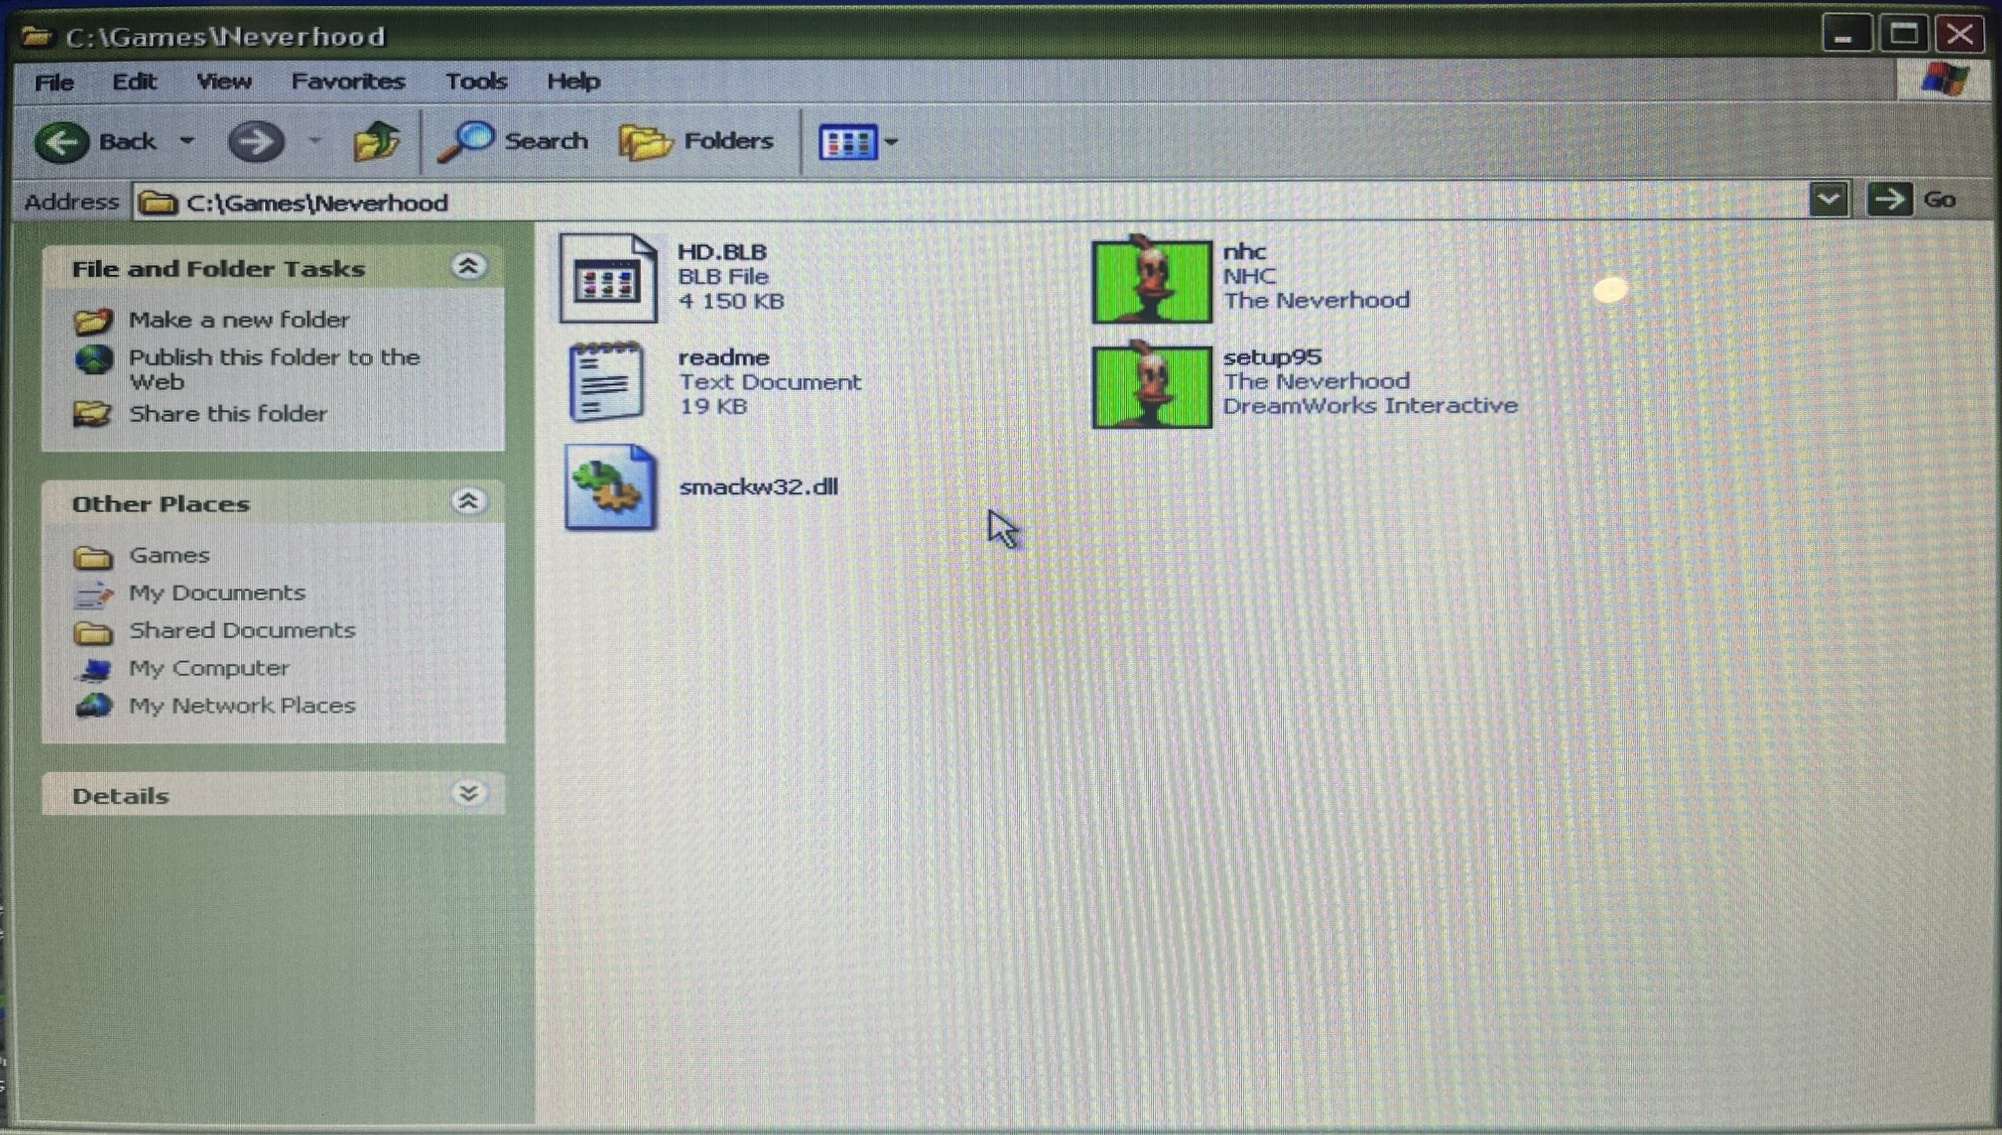 C:\Games\Neverhood
File Edit View Favorites Tools Help
Back Search Folders
Address C:\Games\Neverhood Go
File and Folder Tasks
Make a new folder
Publish this folder to the
Web
Share this folder
Other Places
Games
My Documents
Shared Documents
My Computer
My Network Places
Details
HD.BLB
BLB File
4 150 KB
nhc
NHC
The Neverhood
readme
Text Document
19 KB
setup95
The Neverhood
DreamWorks Interactive
smackw32.dll